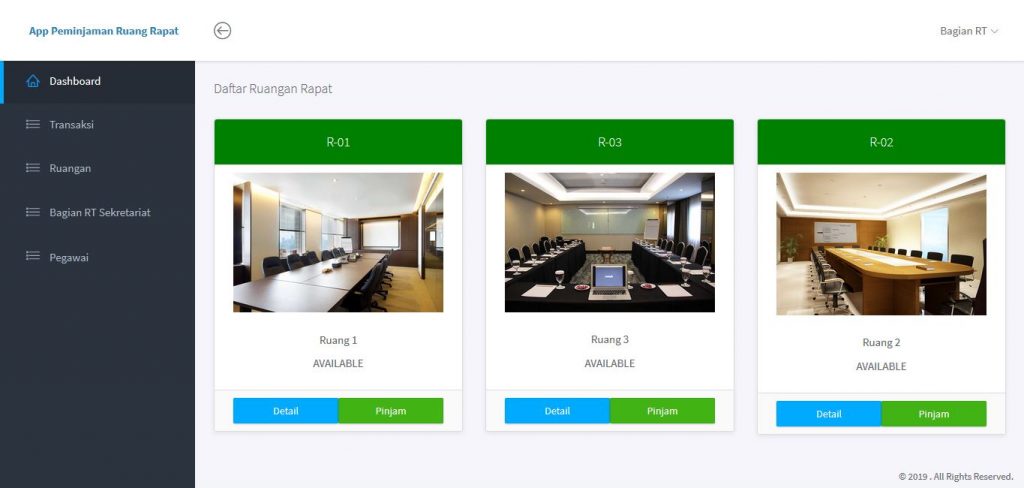 App Peminjaman Ruang Rapat
Bagian RT
Dashboard
Transaksi
Ruangan
Bagian RT Sekretariat
Pegawai
Daftar Ruangan Rapat
R-01
Ruang 1
AVAILABLE
Detail
Pinjam
R-03
Ruang 3
AVAILABLE
Detail
Pinjam
R-02
Ruang 2
AVAILABLE
Detail
Pinjam
© 2019 . All Rights Reserved.